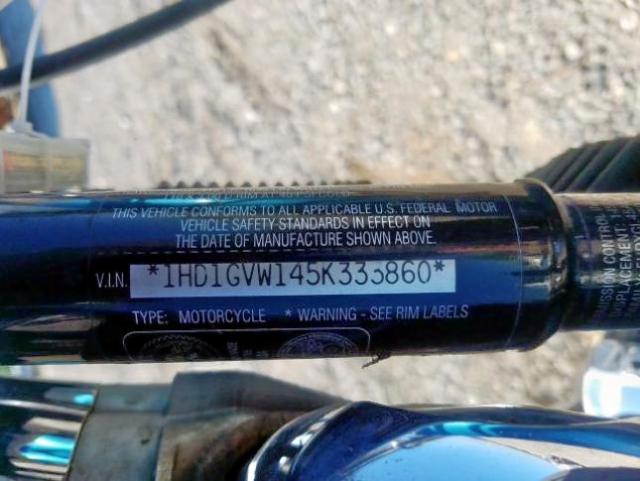 THIS VEHICLE CONFORMS TO ALL APPLICABLE U.S. FEDERAL MOTOR
VEHICLE SAFETY STANDARDS IN EFFECT ON
THE DATE OF MANUFACTURE SHOWN ABOVE.
V.I.N. *1HD1GVW145K333860*
TYPE: MOTORCYCLE * WARNING - SEE RIM LABELS